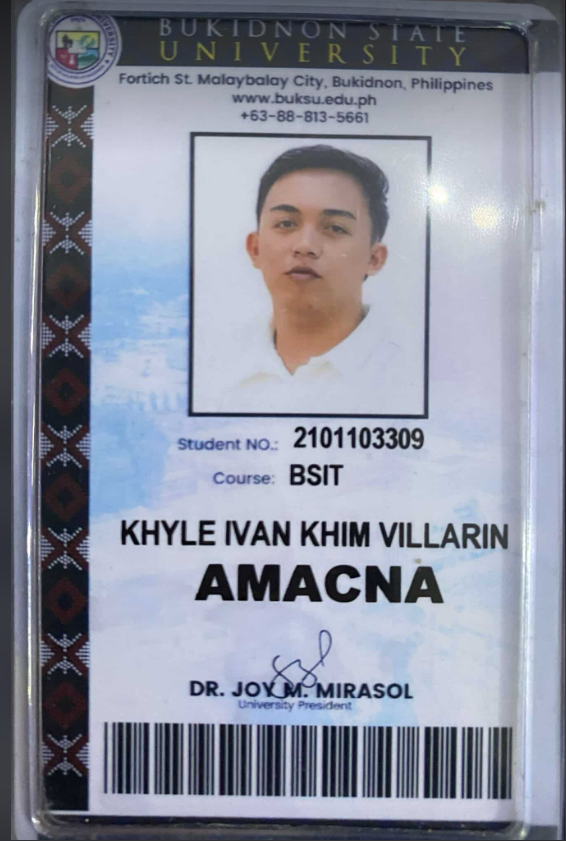 BUKIDNON STATE
UNIVERSITY
Fortich St. Malaybalay City, Bukidnon, Philippines
www.buksu.edu.ph
+63-88-813-5661
Student NO.: 2101103309
Course: BSIT
KHYLE IVAN KHIM VILLARIN
AMACNA
DR. JOY M. MIRASOL
University President